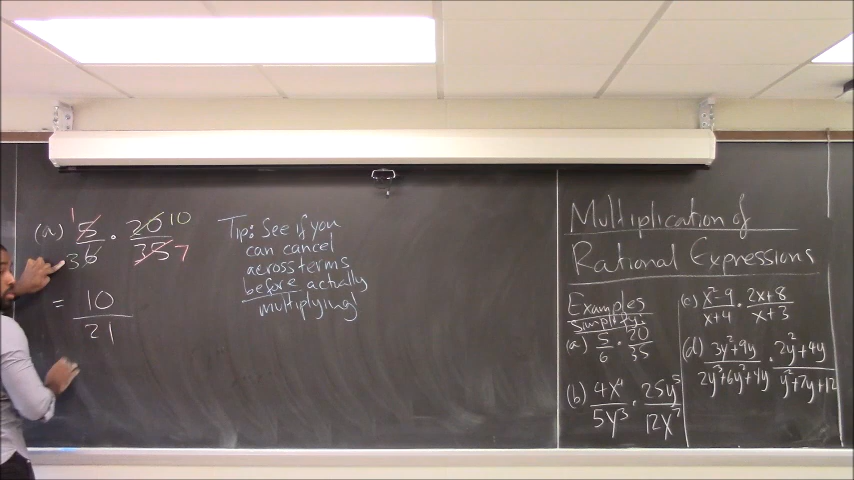 (a) 5/6 · 20/35 1 3 10 7
= 10/21
Tip: See if you
can cancel
across terms
before actually
multiplying!
Multiplication of
Rational Expressions
Examples
Simplify:
(a) 5/6 · 20/35
(b) 4x⁴/5y³ · 25y⁵/12x⁷
(c) x²-9/x+4 · 2x+8/x+3
(d) 3y²+9y/2y³+6y²+4y · 2y²+4y/y²+7y+12